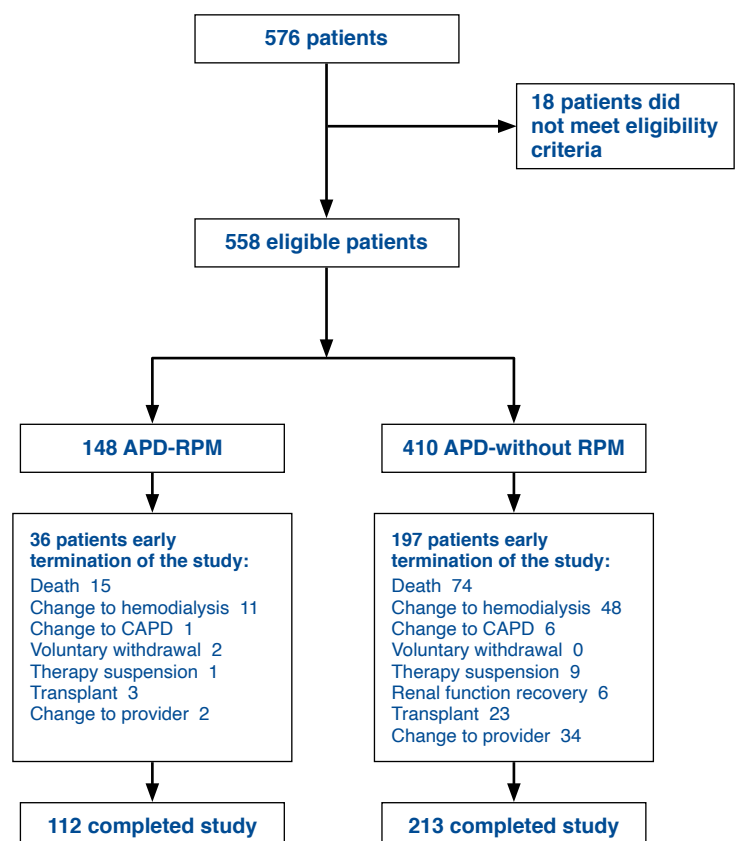 576 patients
18 patients did
not meet eligibility
criteria
558 eligible patients
148 APD-RPM
410 APD-without RPM
36 patients early
termination of the study:
Death 15
Change to hemodialysis 11
Change to CAPD 1
Voluntary withdrawal 2
Therapy suspension 1
Transplant 3
Change to provider 2
197 patients early
termination of the study:
Death 74
Change to hemodialysis 48
Change to CAPD 6
Voluntary withdrawal 0
Therapy suspension 9
Renal function recovery 6
Transplant 23
Change to provider 34
112 completed study
213 completed study